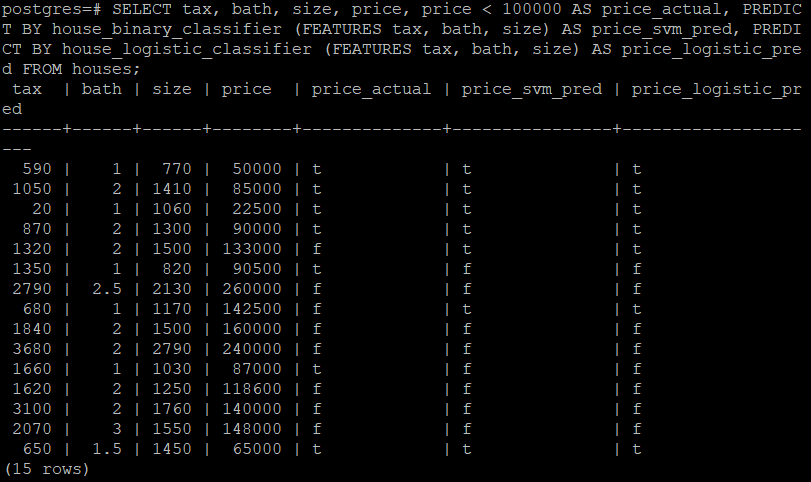 postgres=# SELECT tax, bath, size, price, price < 100000 AS price_actual, PREDIC
T BY house_binary_classifier (FEATURES tax, bath, size) AS price_svm_pred, PREDI
CT BY house_logistic_classifier (FEATURES tax, bath, size) AS price_logistic_pre
d FROM houses;
 tax  | bath | size | price  | price_actual | price_svm_pred | price_logistic_pr
ed
------+------+------+--------+--------------+----------------+------------------
---
  590 |    1 |  770 |  50000 | t            | t              | t
 1050 |    2 | 1410 |  85000 | t            | t              | t
   20 |    1 | 1060 |  22500 | t            | t              | t
  870 |    2 | 1300 |  90000 | t            | t              | t
 1320 |    2 | 1500 | 133000 | f            | t              | t
 1350 |    1 |  820 |  90500 | t            | f              | f
 2790 |  2.5 | 2130 | 260000 | f            | f              | f
  680 |    1 | 1170 | 142500 | f            | t              | t
 1840 |    2 | 1500 | 160000 | f            | f              | f
 3680 |    2 | 2790 | 240000 | f            | f              | f
 1660 |    1 | 1030 |  87000 | t            | f              | f
 1620 |    2 | 1250 | 118600 | f            | f              | f
 3100 |    2 | 1760 | 140000 | f            | f              | f
 2070 |    3 | 1550 | 148000 | f            | f              | f
  650 |  1.5 | 1450 |  65000 | t            | t              | t
(15 rows)